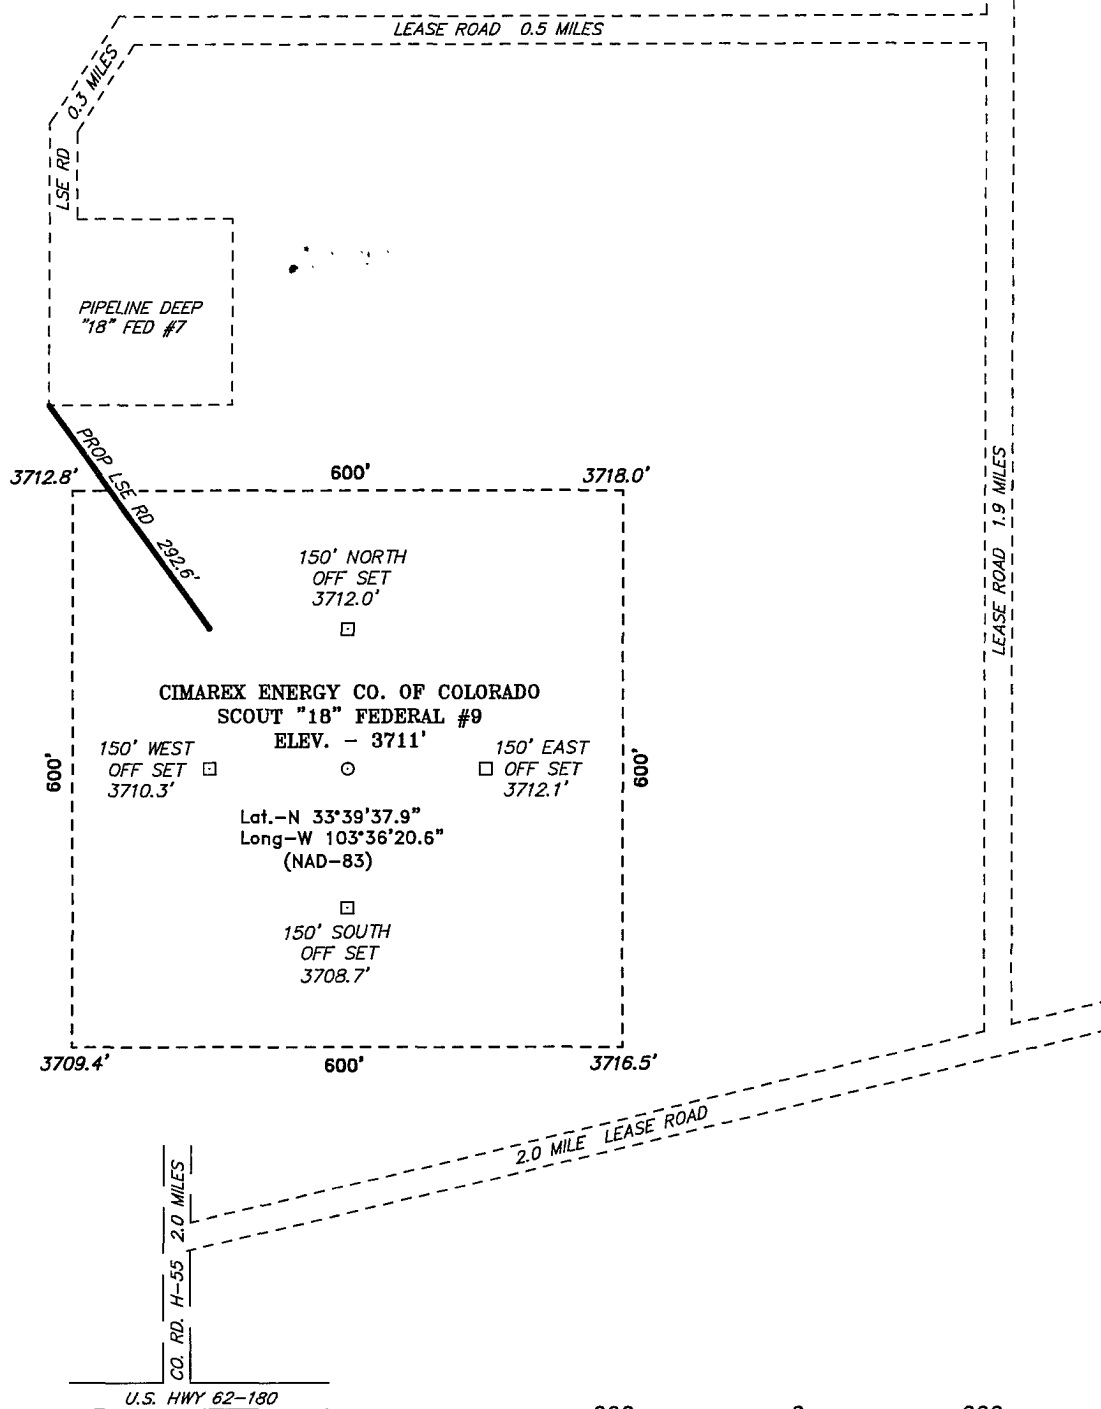 LEASE ROAD 0.5 MILES
0.3 MILES
LSE RD
PIPELINE DEEP
"18" FED #7
PROP LSE RD 292.6'
3712.8'
600'
3718.0'
LEASE ROAD 1.9 MILES
150' NORTH
OFF SET
3712.0'
CIMAREX ENERGY CO. OF COLORADO
SCOUT "18" FEDERAL #9
ELEV. - 3711'
600'
150' WEST
OFF SET
3710.3'
150' EAST
OFF SET
3712.1'
600'
Lat.-N 33°39'37.9"
Long-W 103°36'20.6"
(NAD-83)
150' SOUTH
OFF SET
3708.7'
3709.4'
600'
3716.5'
2.0 MILE LEASE ROAD
CO. RD. H-55 2.0 MILES
U.S. HWY 62-180